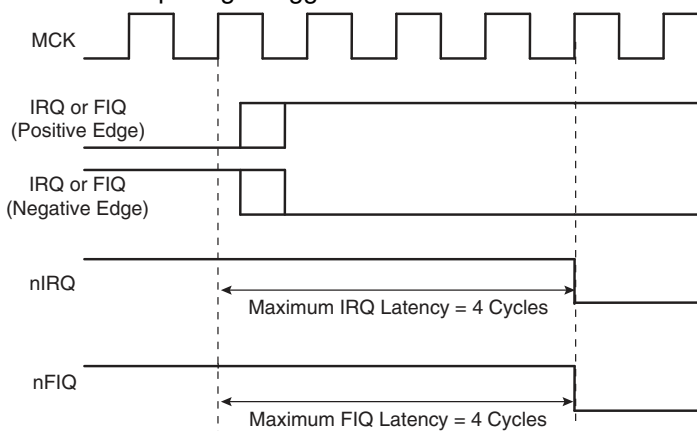 MCK
IRQ or FIQ
(Positive Edge)
IRQ or FIQ
(Negative Edge)
nIRQ
Maximum IRQ Latency = 4 Cycles
nFIQ
Maximum FIQ Latency = 4 Cycles